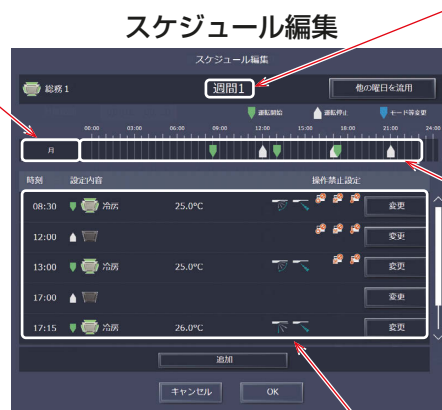 スケジュール編集
スケジュール編集
総務1
週間1
他の曜日を流用
運転開始 運転停止 モード等変更
00:00 03:00 06:00 09:00 12:00 15:00 18:00 21:00 24:00
月
時刻 設定内容 操作禁止設定
08:30 冷房 25.0°C 変更
12:00 変更
13:00 冷房 25.0°C 変更
17:00 変更
17:15 冷房 26.0°C 変更
追加
キャンセル OK